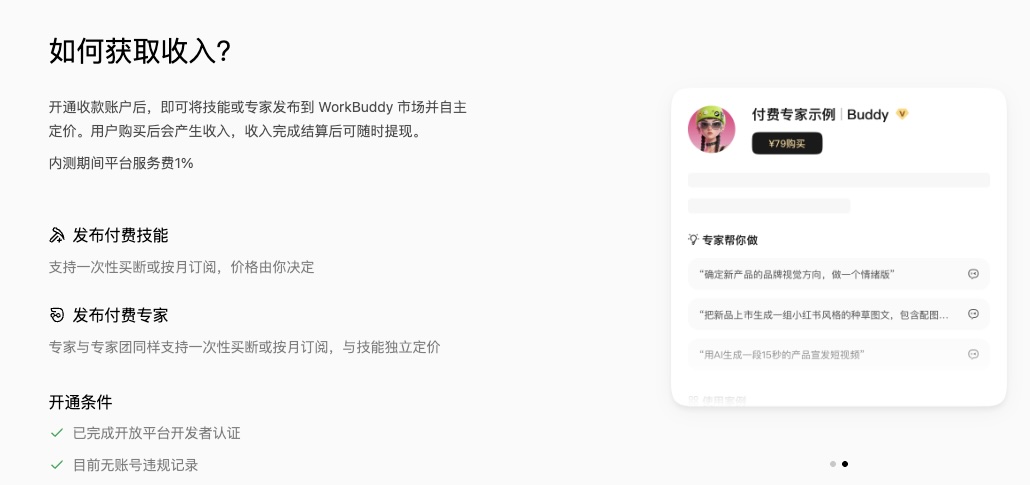 如何获取收入?
开通收款账户后，即可将技能或专家发布到 WorkBuddy 市场并自主
定价。用户购买后会产生收入，收入完成结算后可随时提现。
内测期间平台服务费1%
发布付费技能
支持一次性买断或按月订阅，价格由你决定
发布付费专家
专家与专家团同样支持一次性买断或按月订阅，与技能独立定价
开通条件
已完成开放平台开发者认证
目前无账号违规记录
付费专家示例 | Buddy V
¥79购买
专家帮你做
“确定新产品的品牌视觉方向，做一个情绪版”
“把新品上市生成一组小红书风格的种草图文，包含配图...
“用AI生成一段15秒的产品宣发短视频”
使用案例